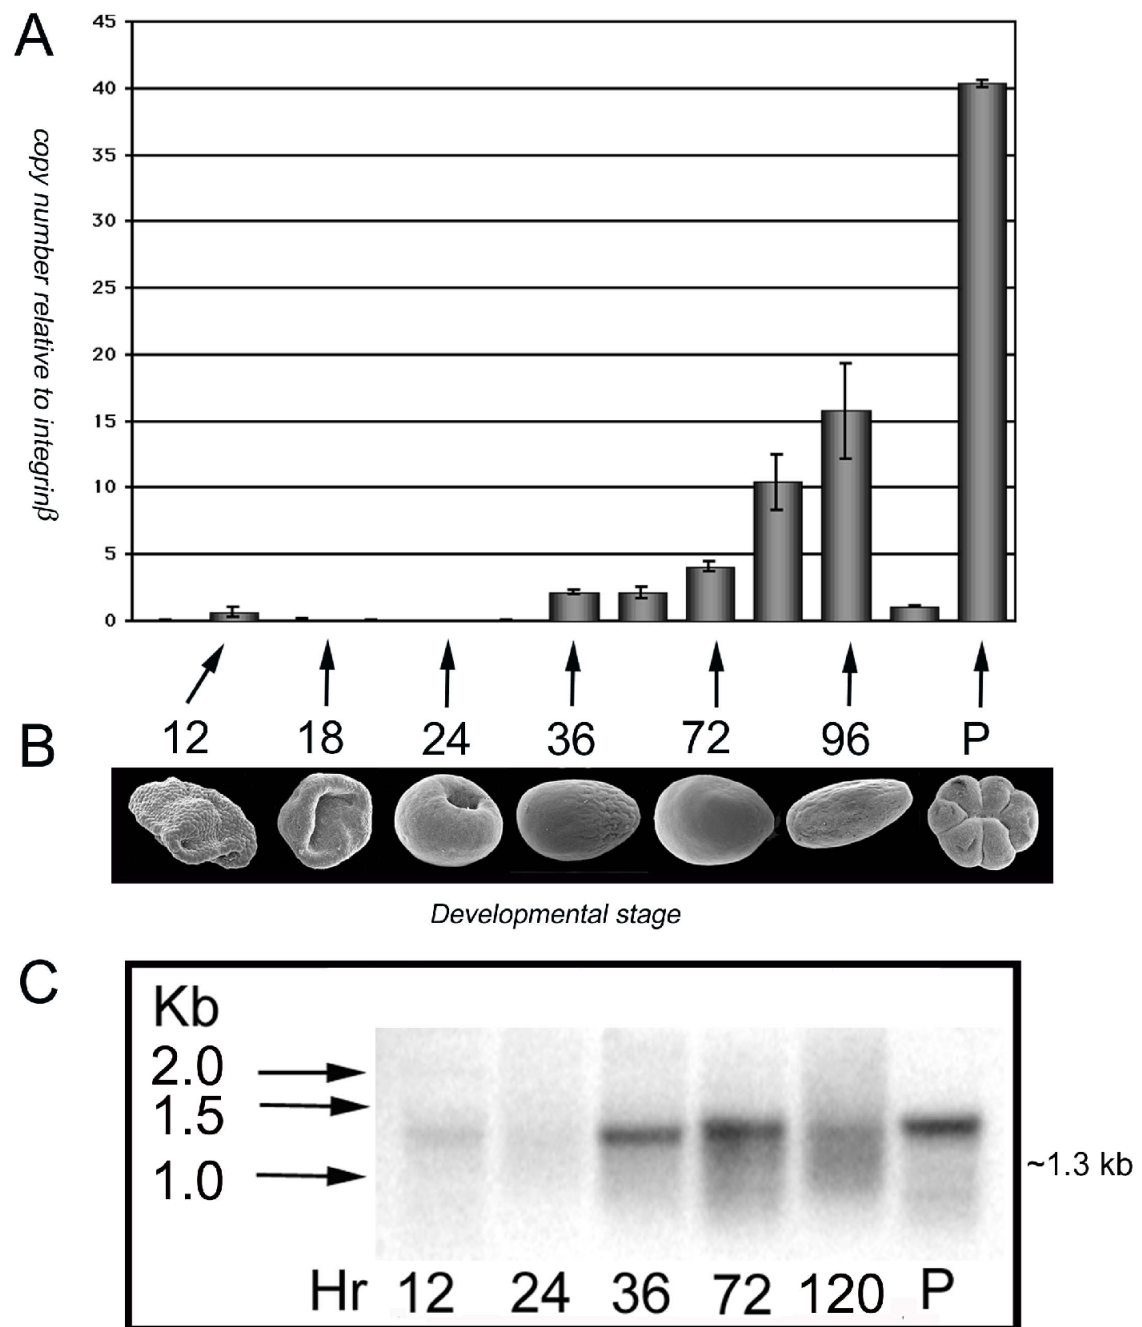 A
45
40
35
30
25
20
15
10
5
0
copy number relative to integrinβ
12 18 24 36 72 96 P
B
Developmental stage
C
Kb
2.0
1.5
1.0
~1.3 kb
Hr 12 24 36 72 120 P